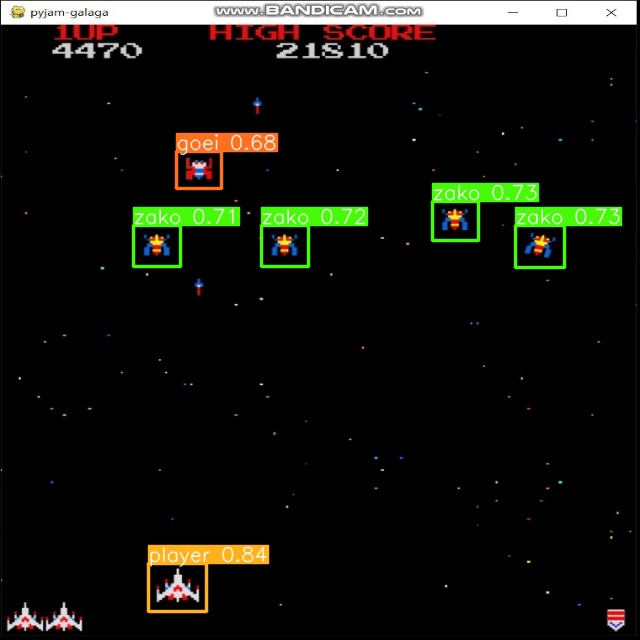 pyjam-galaga
www.BANDICAM.com
1UP HIGH SCORE
4470 21810
goei 0.68
zako 0.73
zako 0.71 zako 0.72 zako 0.73
player 0.84